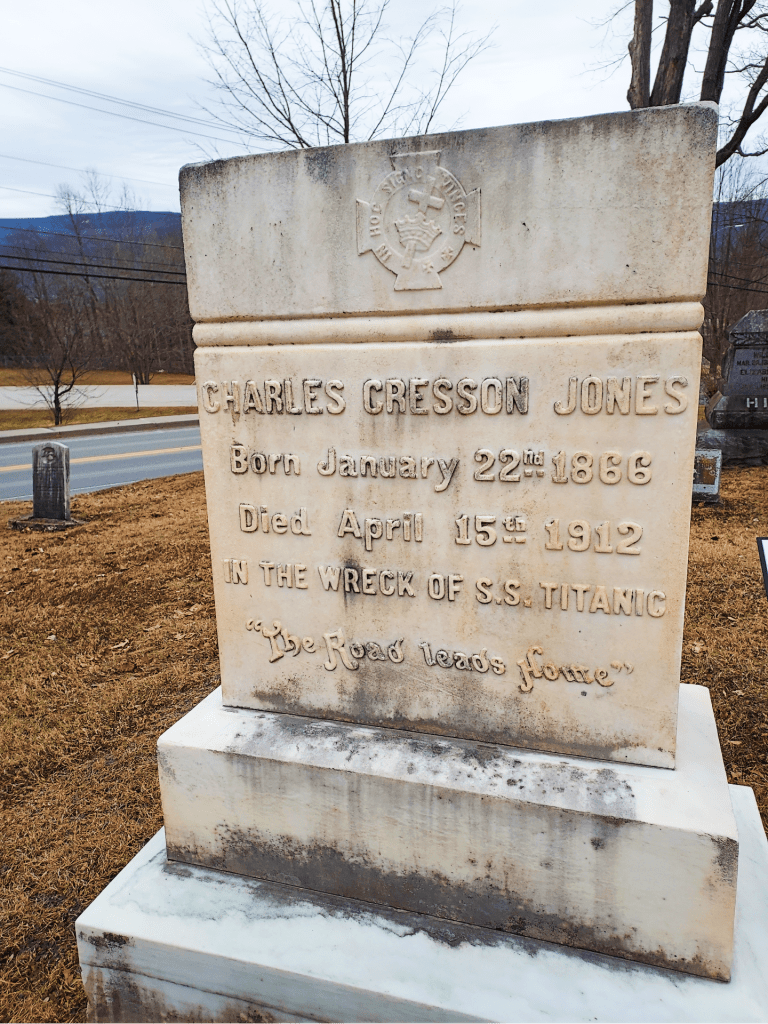 IN HOC SIGNO VINCES
CHARLES CRESSON JONES
Born January 22nd 1866
Died April 15th 1912
IN THE WRECK OF S.S. TITANIC
"The Road leads Home"
HI